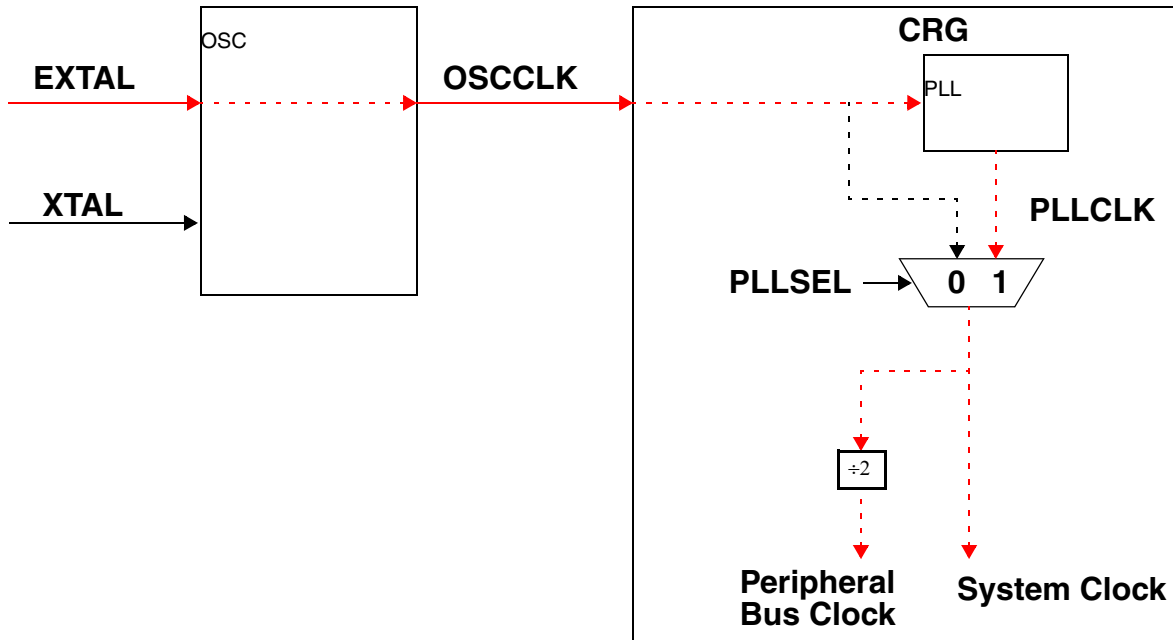 CRG
OSC
EXTAL
OSCCLK
PLL
XTAL
PLLCLK
PLLSEL
0 1
÷2
Peripheral
Bus Clock
System Clock